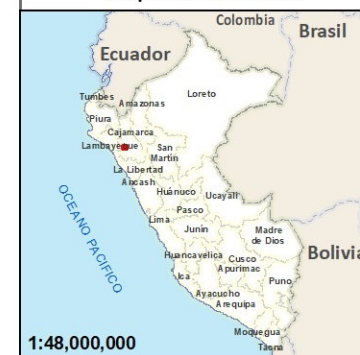 Colombia
Brasil
Ecuador
Tumbes
Amazonas
Loreto
Piura
Cajamarca
Lambayeque
San
Martín
La Libertad
Ancash
Huánuco
Ucayali
Pasco
Lima
Junín
Madre
de Dios
OCEANO PACIFICO
Huancavelica
Cusco
Apurimac
Bolivia
Ica
Puno
Ayacucho
Arequipa
Moquegua
Tacna
1:48,000,000